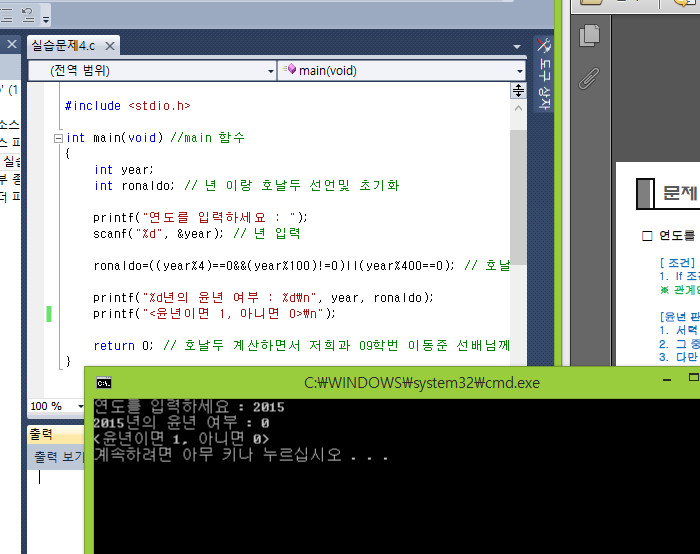 실습문제4.c
(전역 범위)
main(void)
#include <stdio.h>
int main(void) //main 함수
{
int year;
int ronaldo; // 년 이랑 호날두 선언및 초기화
printf("연도를 입력하세요 : ");
scanf("%d", &year); // 년 입력
ronaldo=((year%4)==0&&(year%100)!=0)||(year%400==0); // 호날
printf("%d년의 윤년 여부 : %d₩n", year, ronaldo);
printf("<윤년이면 1, 아니면 0>₩n");
return 0; // 호날두 계산하면서 저희과 09학번 이동준 선배님께
}
100 %
출력
출력 보기
도구 상자
C:₩WINDOWS₩system32₩cmd.exe
연도를 입력하세요 : 2015
2015년의 윤년 여부 : 0
<윤년이면 1, 아니면 0>
계속하려면 아무 키나 누르십시오 . . .
문제
□ 연도를
[ 조건]
1. if 조
※ 관계연
[윤년 판
1. 서력
2. 그 중
3. 다만